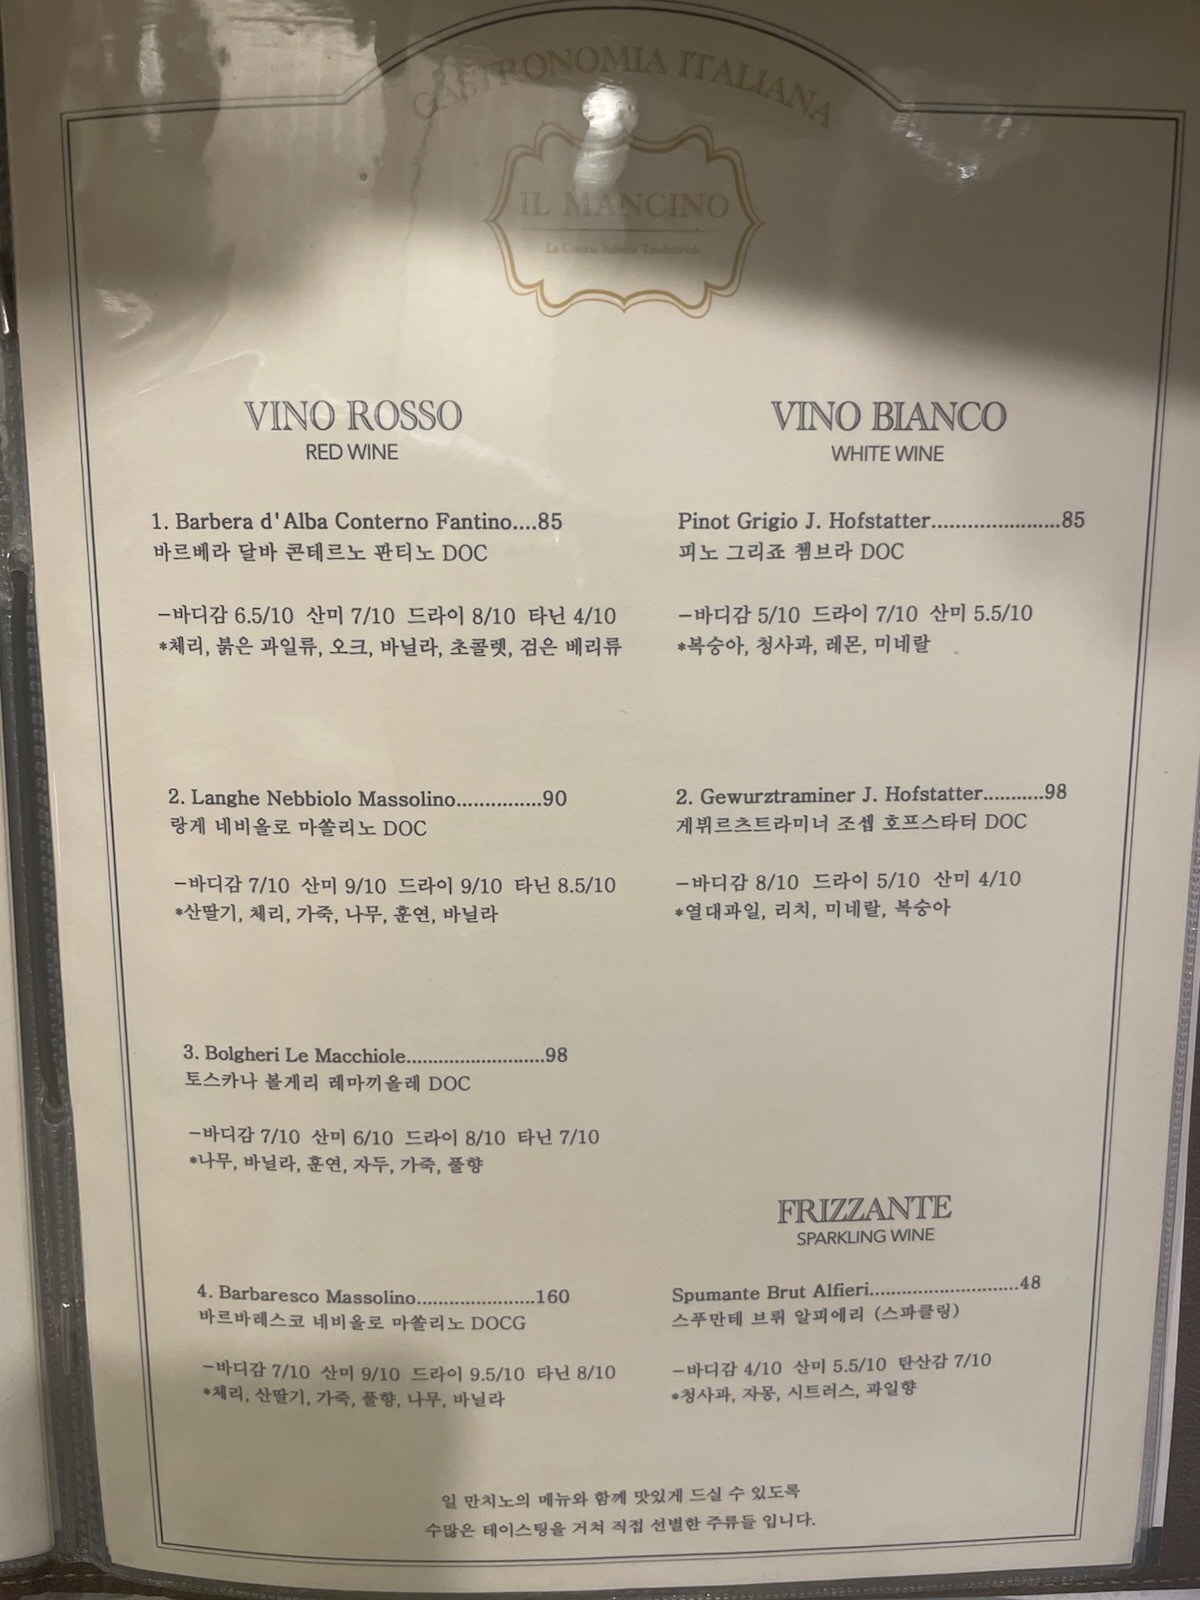 GASTRONOMIA ITALIANA
IL MANCINO
La Cucina Italiana Tradizionale
VINO ROSSO
RED WINE
1. Barbera d'Alba Conterno Fantino....85
바르베라 달바 콘테르노 퐌티노 DOC
-바디감 6.5/10 산미 7/10 드라이 8/10 타닌 4/10
*체리, 붉은 과일류, 오크, 바닐라, 초콜렛, 검은 베리류
2. Langhe Nebbiolo Massolino................90
랑게 네비올로 마쏠리노 DOC
-바디감 7/10 산미 9/10 드라이 9/10 타닌 8.5/10
*산딸기, 체리, 가죽, 나무, 훈연, 바닐라
3. Bolgheri Le Macchiole..........................98
토스카나 볼게리 레마끼올레 DOC
-바디감 7/10 산미 6/10 드라이 8/10 타닌 7/10
*나무, 바닐라, 훈연, 자두, 가죽, 풀향
4. Barbaresco Massolino......................160
바르바레스코 네비올로 마쏠리노 DOCG
-바디감 7/10 산미 9/10 드라이 9.5/10 타닌 8/10
*체리, 산딸기, 가죽, 풀향, 나무, 바닐라
VINO BIANCO
WHITE WINE
Pinot Grigio J. Hofstatter......................85
피노 그리죠 쳄브라 DOC
-바디감 5/10 드라이 7/10 산미 5.5/10
*복숭아, 청사과, 레몬, 미네랄
2. Gewurztraminer J. Hofstatter...........98
게뷔르츠트라미너 조셉 호프스타터 DOC
-바디감 8/10 드라이 5/10 산미 4/10
*열대과일, 리치, 미네랄, 복숭아
FRIZZANTE
SPARKLING WINE
Spumante Brut Alfieri............................48
스푸만테 브뤼 알피에리 (스파클링)
-바디감 4/10 산미 5.5/10 탄산감 7/10
*청사과, 자몽, 시트러스, 과일향
일 만치노의 메뉴와 함께 맛있게 드실 수 있도록
수많은 테이스팅을 거쳐 직접 선별한 주류들 입니다.